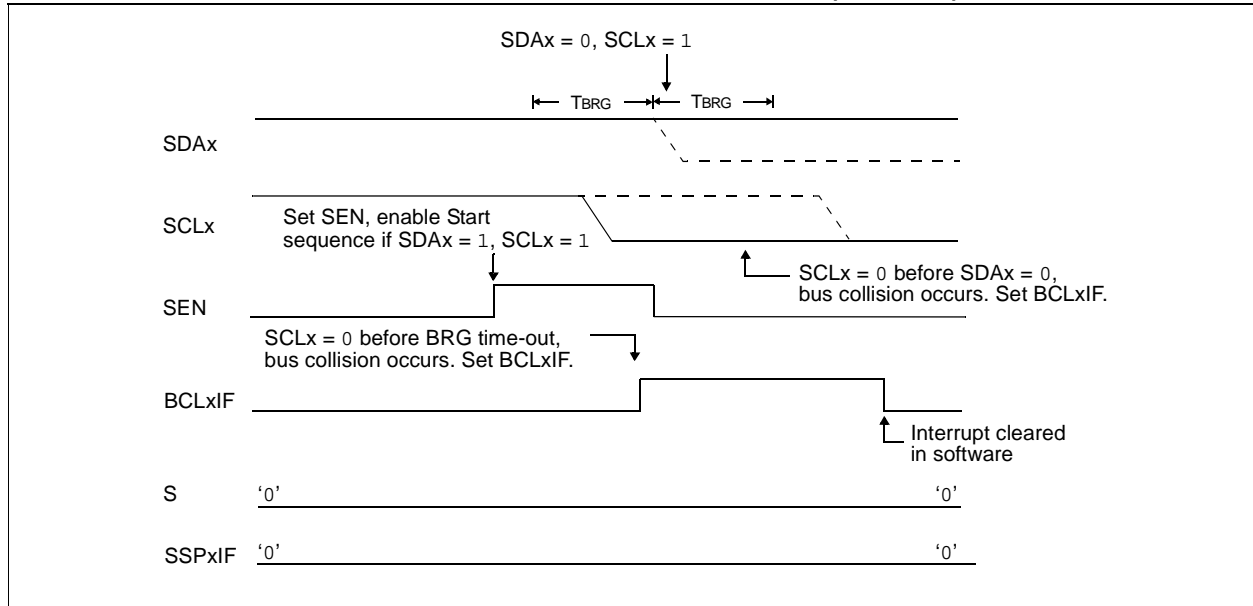 SDAx = 0, SCLx = 1
TBRG TBRG
SDAx
SCLx
Set SEN, enable Start
sequence if SDAx = 1, SCLx = 1
SCLx = 0 before SDAx = 0,
bus collision occurs. Set BCLxIF.
SEN
SCLx = 0 before BRG time-out,
bus collision occurs. Set BCLxIF.
BCLxIF
Interrupt cleared
in software
S ‘0’ ‘0’
SSPxIF ‘0’ ‘0’